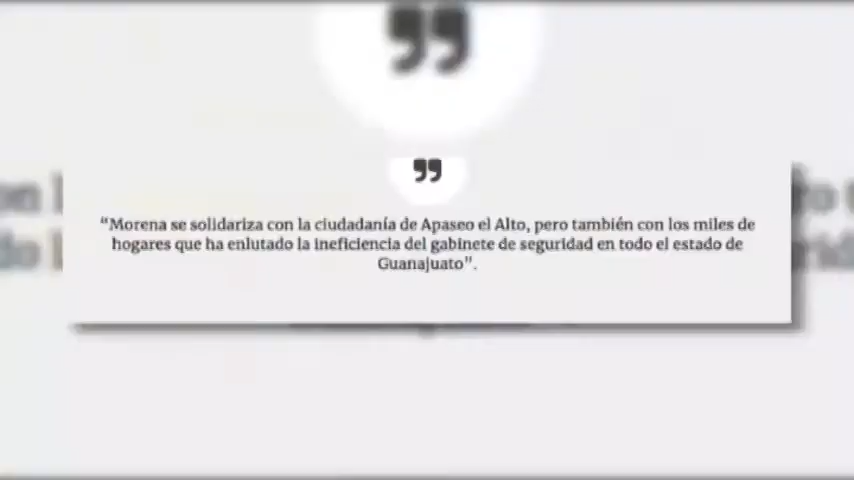 ”
”
“Morena se solidariza con la ciudadanía de Apaseo el Alto, pero también con los miles de
hogares que ha enlutado la ineficiencia del gabinete de seguridad en todo el estado de
Guanajuato”.